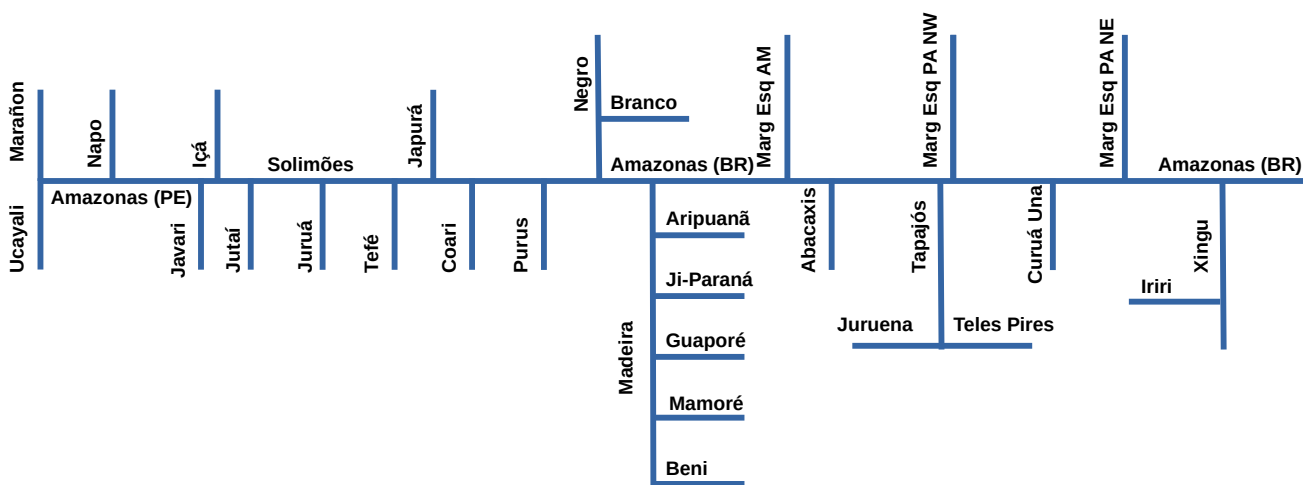 Marañon
Napo
Içá
Solimões
Japurá
Negro
Branco
Amazonas (BR)
Marg Esq AM
Marg Esq PA NW
Marg Esq PA NE
Amazonas (BR)
Ucayali
Amazonas (PE)
Javari
Jutaí
Juruá
Tefé
Coari
Purus
Madeira
Aripuanã
Ji-Paraná
Guaporé
Mamoré
Beni
Abacaxis
Tapajós
Juruena
Teles Pires
Curuá Una
Iriri
Xingu